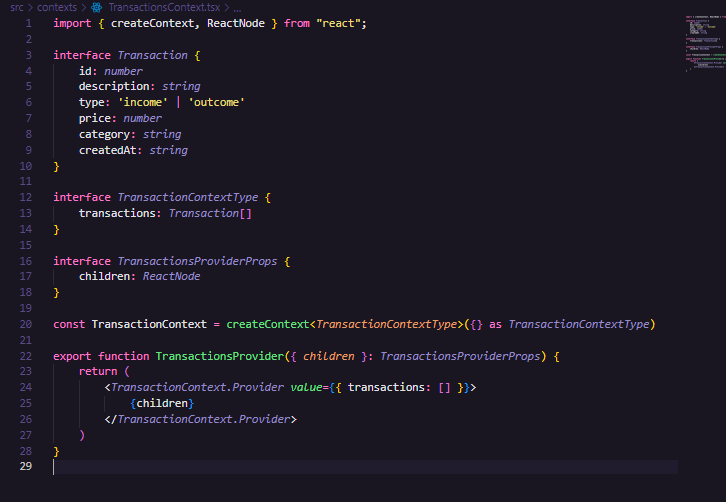 src > contexts > TransactionsContext.tsx > ...
1 import { createContext, ReactNode } from "react";
2
3 interface Transaction {
4     id: number
5     description: string
6     type: 'income' | 'outcome'
7     price: number
8     category: string
9     createdAt: string
10 }
11
12 interface TransactionContextType {
13     transactions: Transaction[]
14 }
15
16 interface TransactionsProviderProps {
17     children: ReactNode
18 }
19
20 const TransactionContext = createContext<TransactionContextType>({} as TransactionContextType)
21
22 export function TransactionsProvider({ children }: TransactionsProviderProps) {
23     return (
24         <TransactionContext.Provider value={{ transactions: [] }}>
25             {children}
26         </TransactionContext.Provider>
27     )
28 }
29